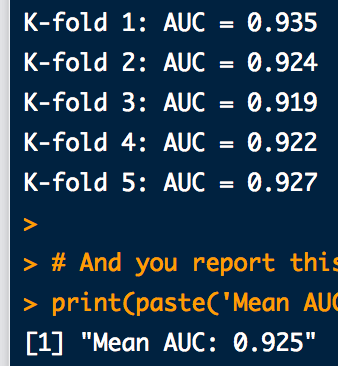 K-fold 1: AUC = 0.935
K-fold 2: AUC = 0.924
K-fold 3: AUC = 0.919
K-fold 4: AUC = 0.922
K-fold 5: AUC = 0.927
>
> # And you report this
> print(paste('Mean AUC
[1] "Mean AUC: 0.925"